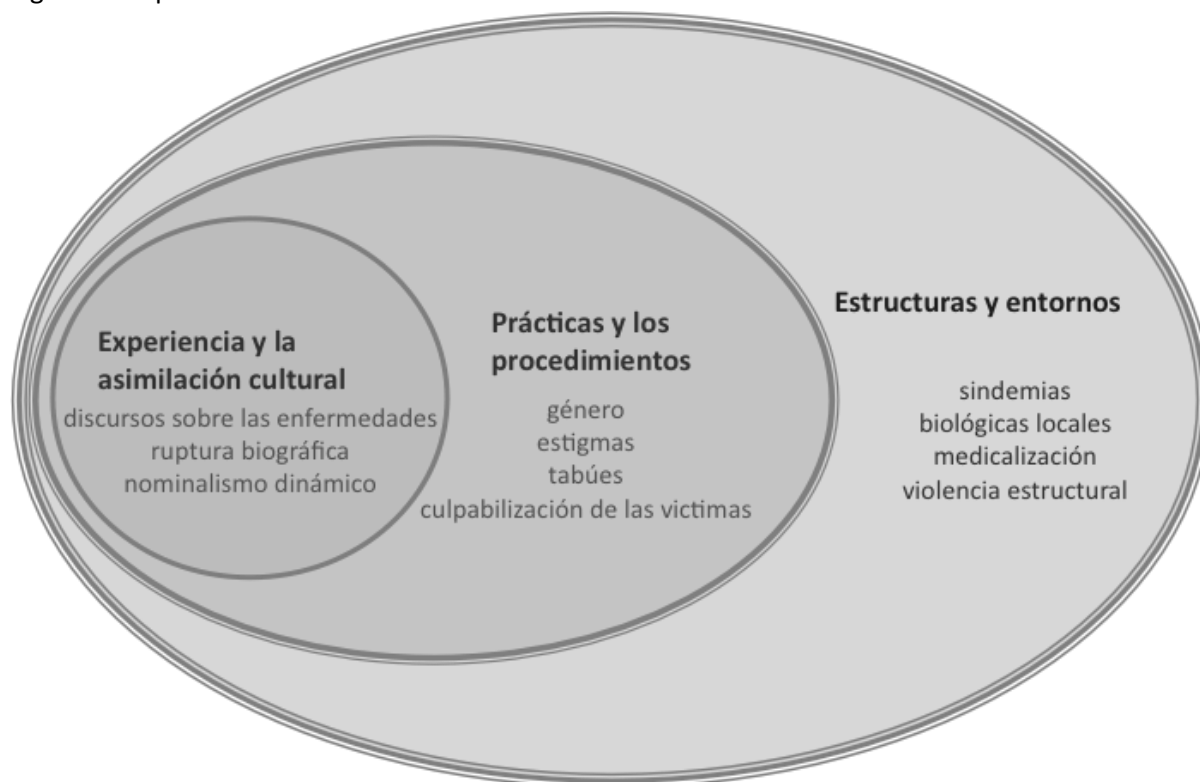 Experiencia y la
asimilación cultural
discursos sobre las enfermedades
ruptura biográfica
nominalismo dinámico
Prácticas y los
procedimientos
género
estigmas
tabúes
culpabilización de las victimas
Estructuras y entornos
sindemias
biológicas locales
medicalización
violencia estructural